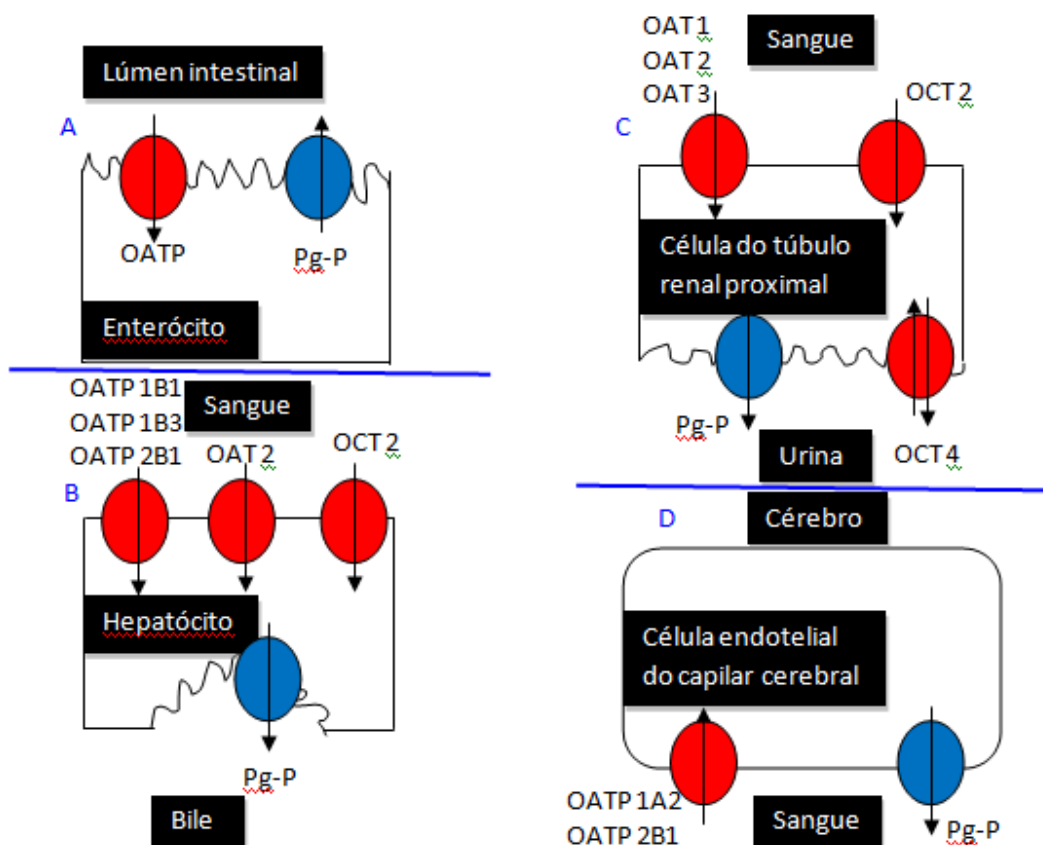 Lúmen intestinal
A
OATP
Pg-P
Enterócito
OATP 1B1
OATP 1B3
OATP 2B1
Sangue
OAT 2
OCT 2
B
Hepatócito
Pg-P
Bile
OAT 1
OAT 2
OAT 3
Sangue
OCT 2
C
Célula do túbulo
renal proximal
Pg-P
Urina
OCT 4
D
Cérebro
Célula endotelial
do capilar cerebral
OATP 1A2
OATP 2B1
Sangue
Pg-P